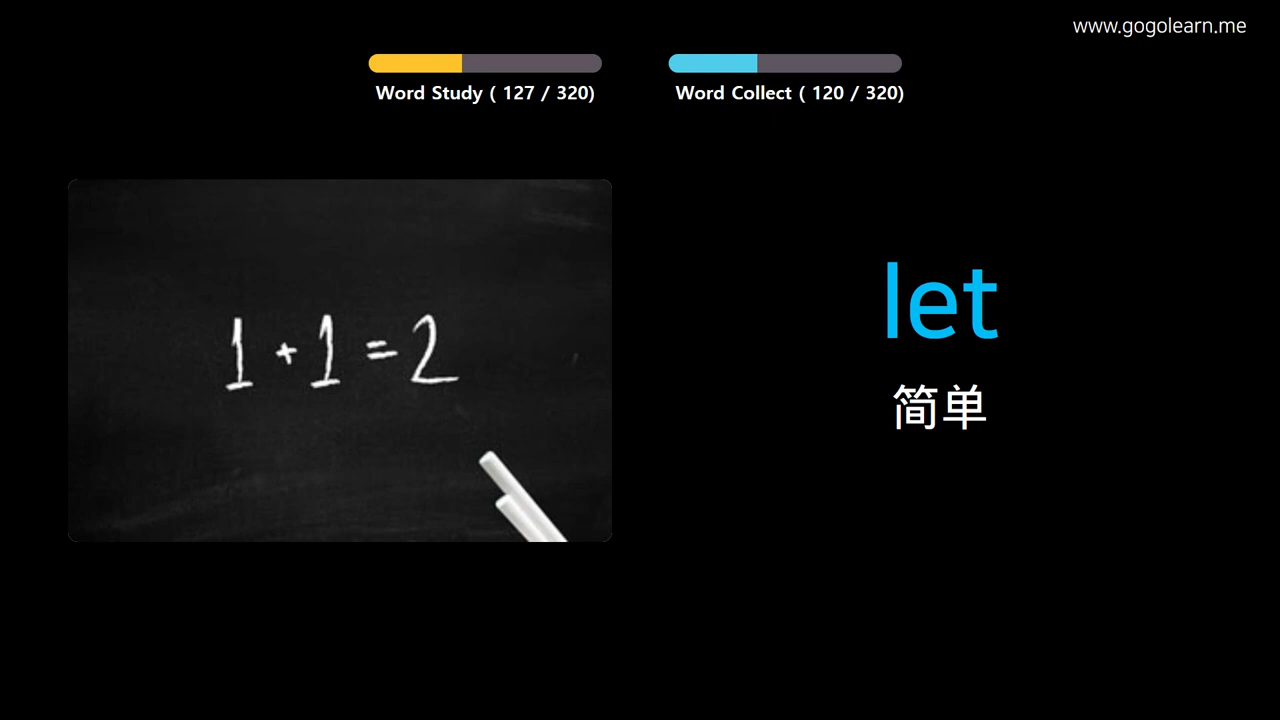 www.gogolearn.me
Word Study ( 127 / 320)
Word Collect ( 120 / 320)
1 + 1 = 2
let
简单